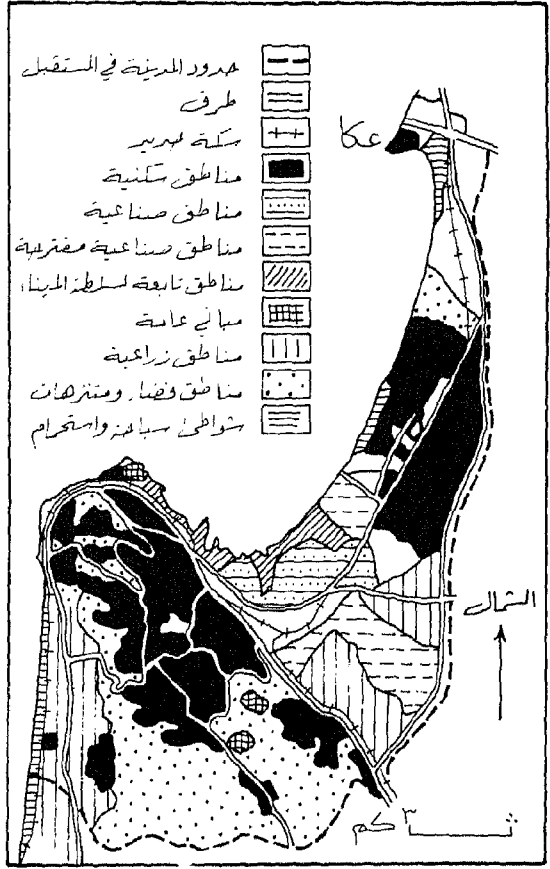 حدود المدينة في المستقبل
طرق
سكة حديد
مناطق سكنية
مناطق صناعية
مناطق صناعية مقترحة
مناطق تابعة لسلطة الميناء
مباني عامة
مناطق زراعية
مناطق فضاء ومتنزهات
شواطئ سباحة واستحمام
عكا
الشمال
٣ كم